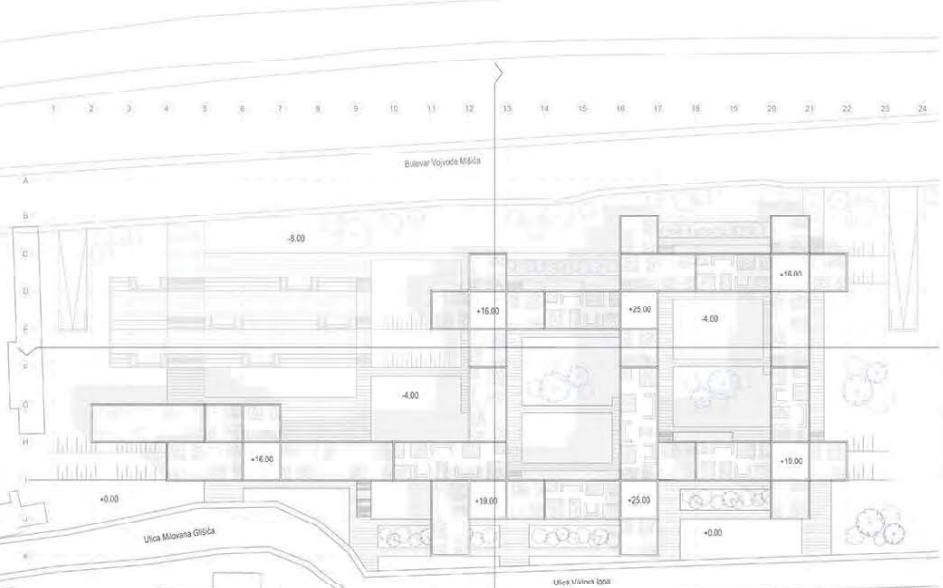 1 2 3 4 5 6 7 8 9 10 11 12 13 14 15 16 17 18 19 20 21 22 23 24
Bulevar Vojvode Mišića
A
B
-8.00
C
+16.00
D
+16.00
+25.00
-4.00
E
F
-4.00
G
H
+16.00
+10.00
I
+0.00
+19.00
+25.00
J
+0.00
Ulica Milovana Glišića
K
Ulica